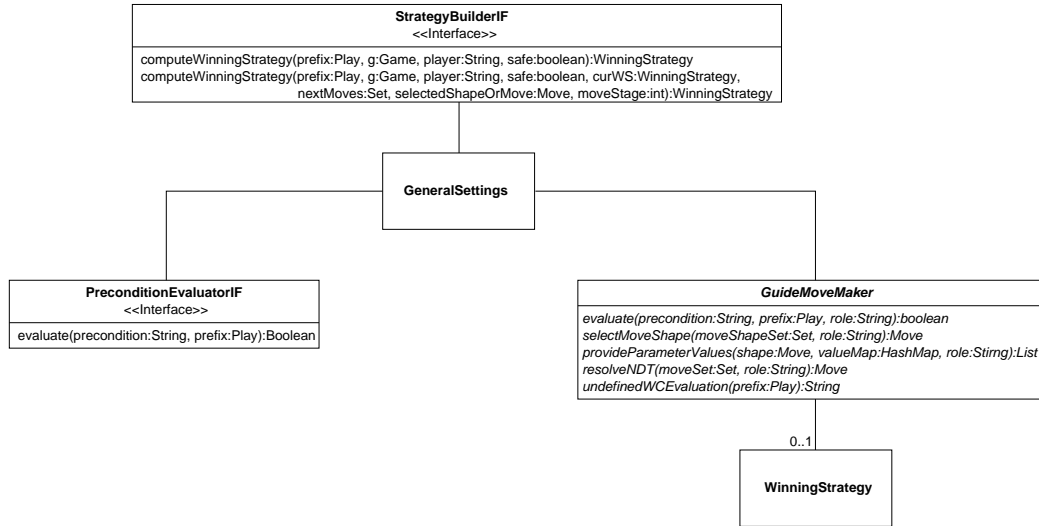 StrategyBuilderIF
<<Interface>>
computeWinningStrategy(prefix:Play, g:Game, player:String, safe:boolean):WinningStrategy
computeWinningStrategy(prefix:Play, g:Game, player:String, safe:boolean, curWS:WinningStrategy,
nextMoves:Set, selectedShapeOrMove:Move, moveStage:int):WinningStrategy
GeneralSettings
PreconditionEvaluatorIF
<<Interface>>
evaluate(precondition:String, prefix:Play):Boolean
GuideMoveMaker
evaluate(precondition:String, prefix:Play, role:String):boolean
selectMoveShape(moveShapeSet:Set, role:String):Move
provideParameterValues(shape:Move, valueMap:HashMap, role:Stirng):List
resolveNDT(moveSet:Set, role:String):Move
undefinedWCEvaluation(prefix:Play):String
0..1
WinningStrategy